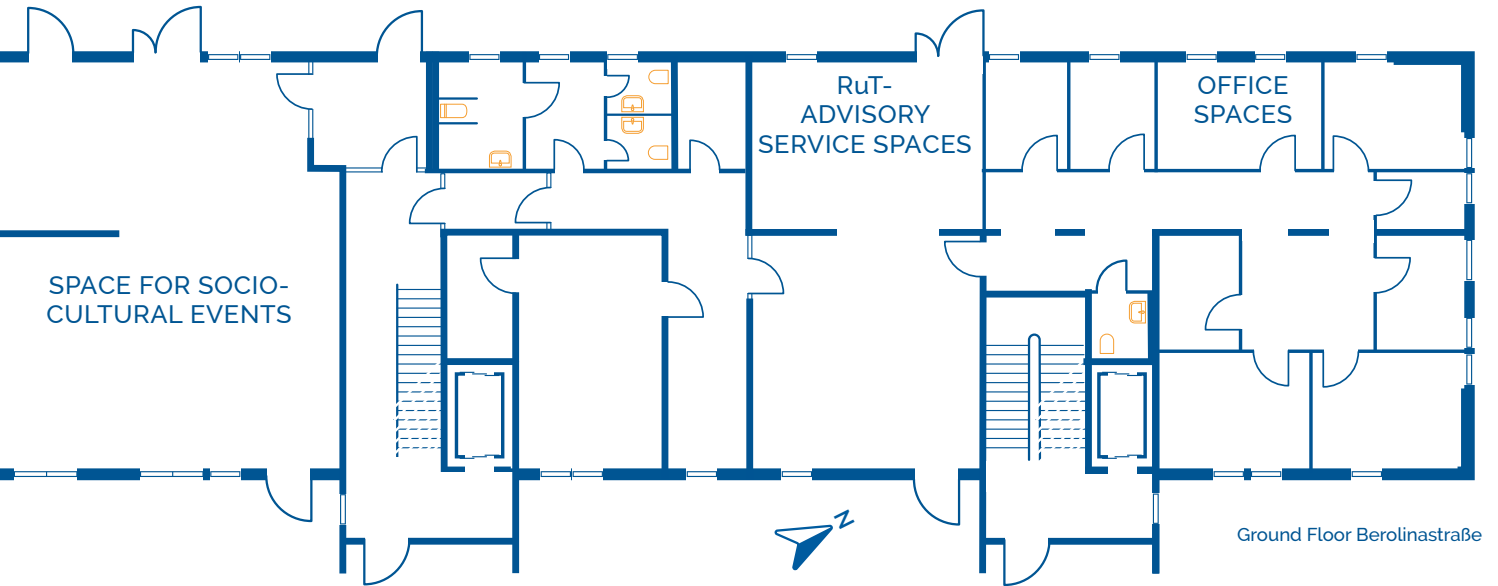 RuT-
ADVISORY
SERVICE SPACES
OFFICE
SPACES
SPACE FOR SOCIO-
CULTURAL EVENTS
N
Ground Floor Berolinastraße